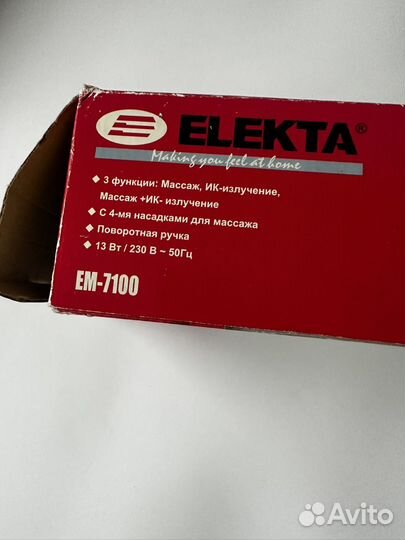 ELEKTA®
Making you feel at home
◆ 3 функции: Массаж, ИК-излучение,
Массаж +ИК- излучение
◆ С 4-мя насадками для массажа
◆ Поворотная ручка
◆ 13 Вт / 230 В ~ 50Гц
EM-7100
Avito